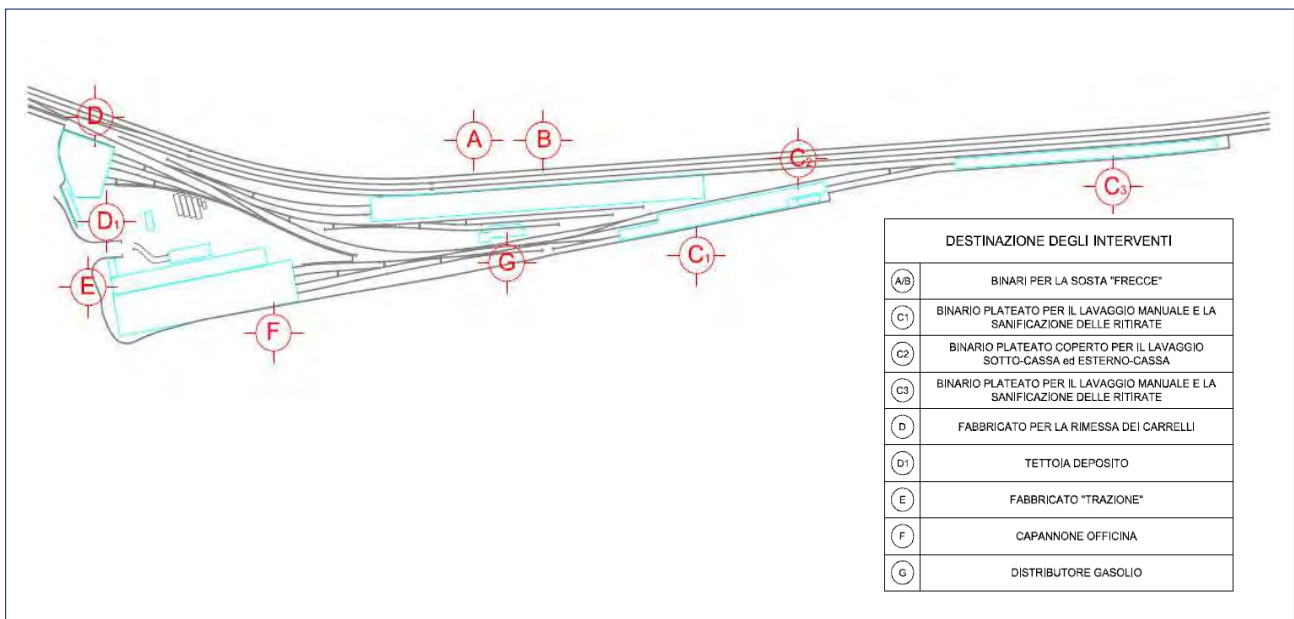 D
A
B
C2
C3
D1
C1
G
E
F
DESTINAZIONE DEGLI INTERVENTI
A/B BINARI PER LA SOSTA "FRECCE"
C1 BINARIO PLATEATO PER IL LAVAGGIO MANUALE E LA
SANIFICAZIONE DELLE RITIRATE
C2 BINARIO PLATEATO COPERTO PER IL LAVAGGIO
SOTTO-CASSA ed ESTERNO-CASSA
C3 BINARIO PLATEATO PER IL LAVAGGIO MANUALE E LA
SANIFICAZIONE DELLE RITIRATE
D FABBRICATO PER LA RIMESSA DEI CARRELLI
D1 TETTOIA DEPOSITO
E FABBRICATO "TRAZIONE"
F CAPANNONE OFFICINA
G DISTRIBUTORE GASOLIO